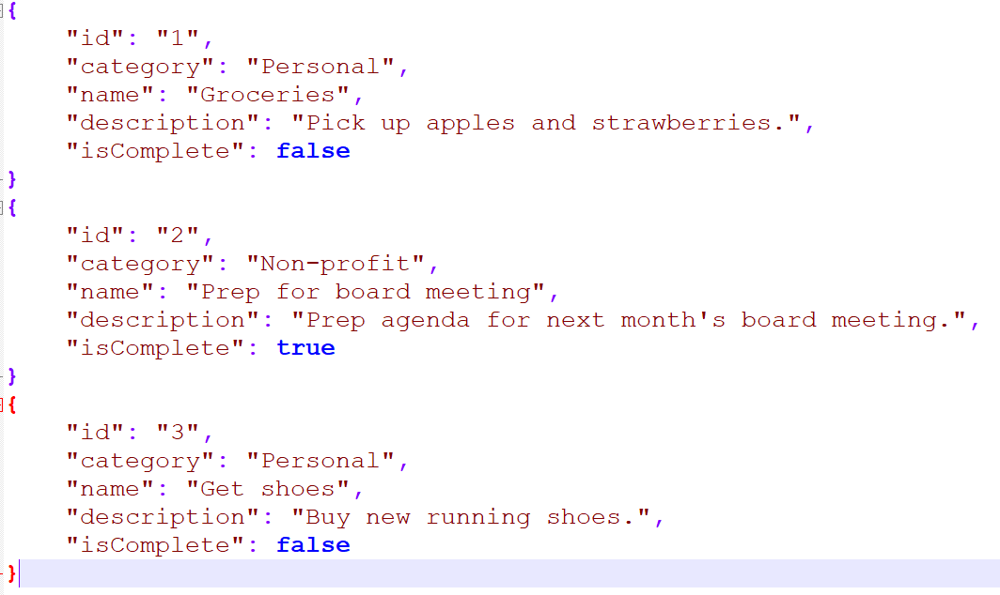 {
    "id": "1",
    "category": "Personal",
    "name": "Groceries",
    "description": "Pick up apples and strawberries.",
    "isComplete": false
}
{
    "id": "2",
    "category": "Non-profit",
    "name": "Prep for board meeting",
    "description": "Prep agenda for next month's board meeting.",
    "isComplete": true
}
{
    "id": "3",
    "category": "Personal",
    "name": "Get shoes",
    "description": "Buy new running shoes.",
    "isComplete": false
}